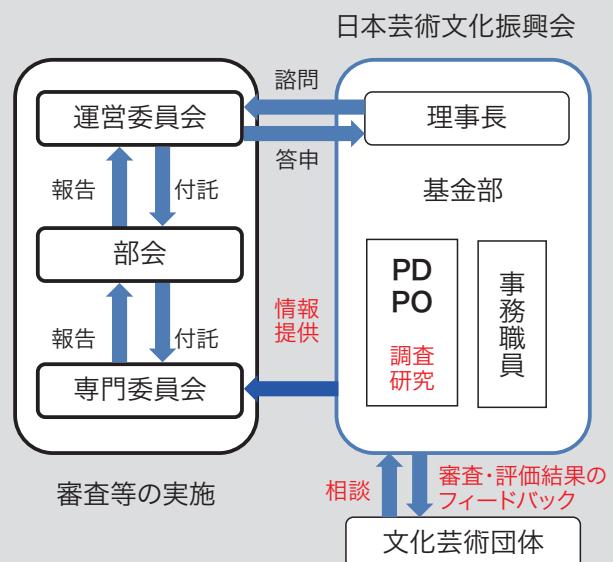 日本芸術文化振興会
諮問
運営委員会
理事長
答申
報告
付託
基金部
部会
PD
PO
調査
研究
事務職員
情報
提供
報告
付託
専門委員会
審査等の実施
相談
審査・評価結果の
フィードバック
文化芸術団体